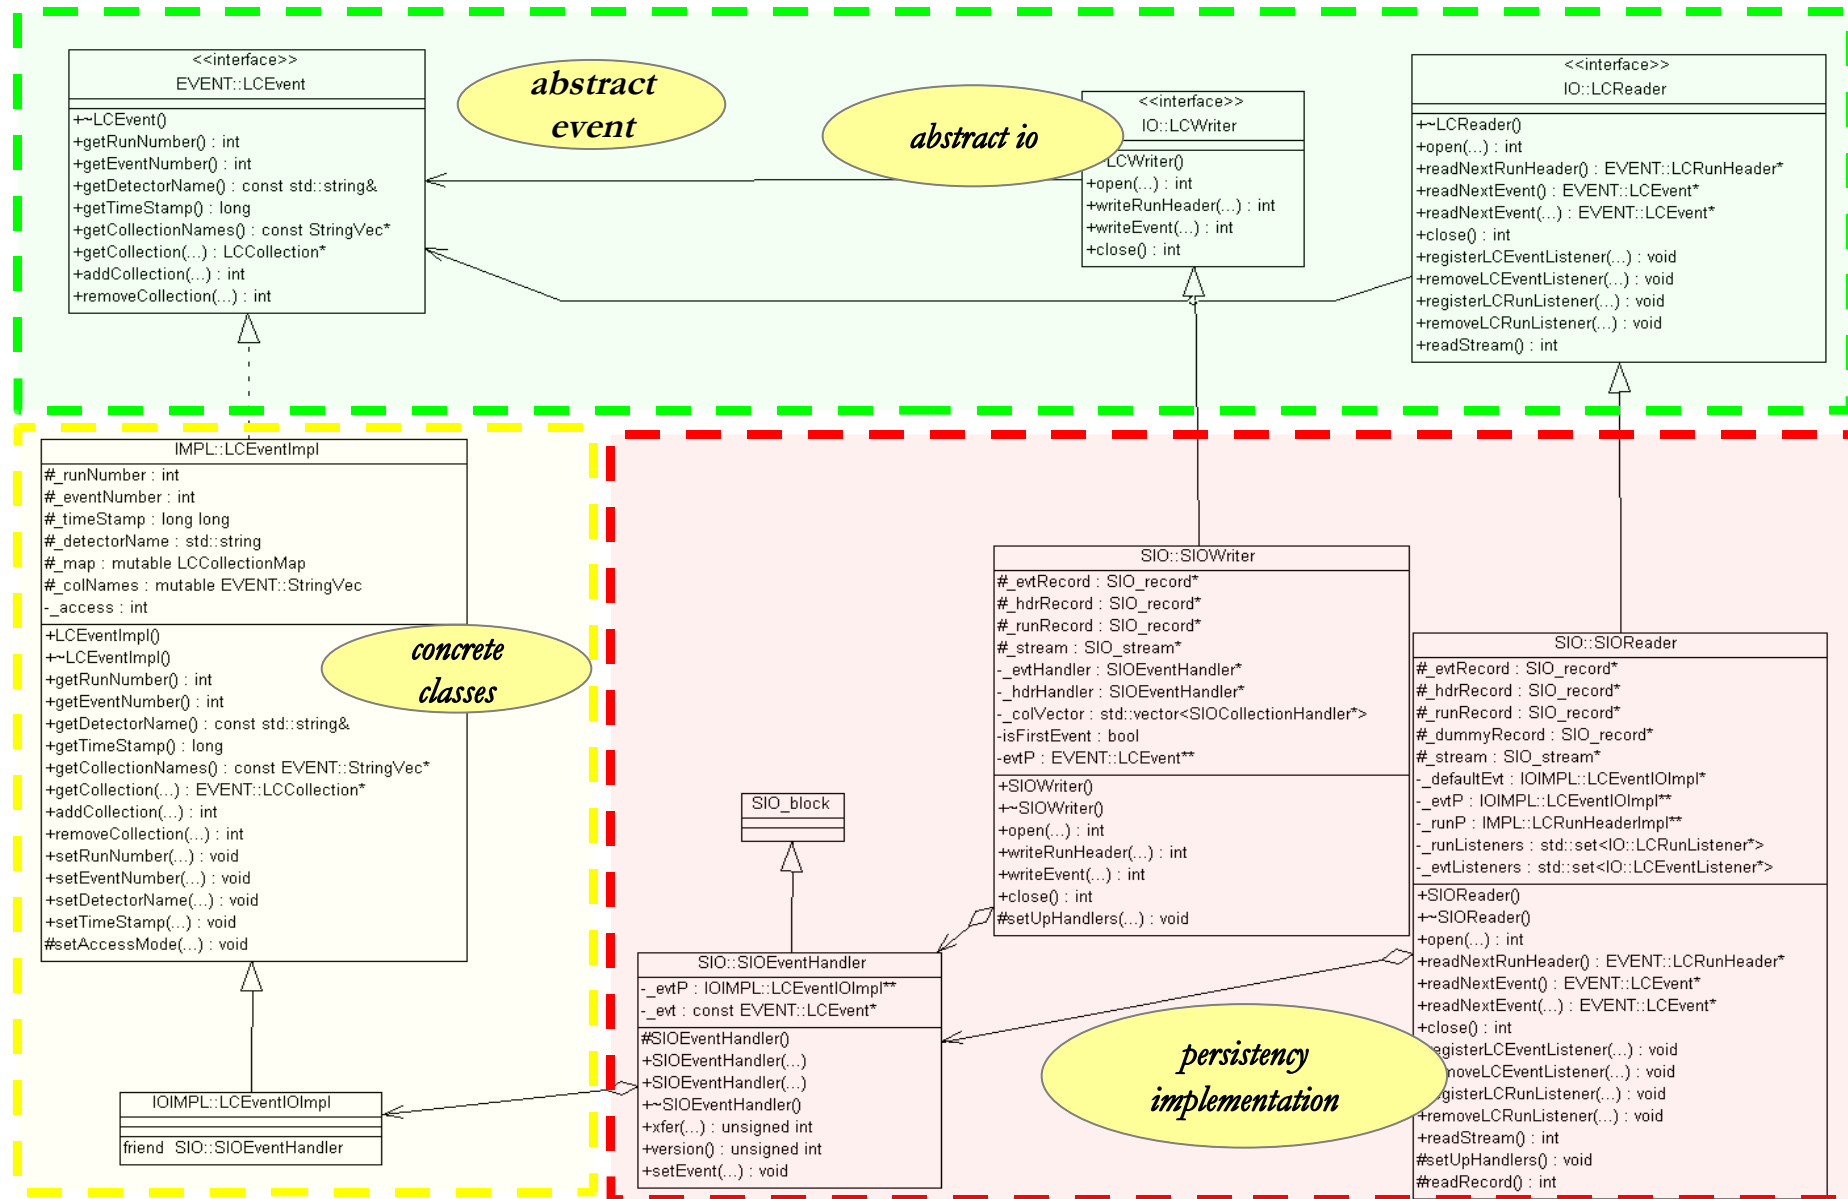 <<interface>>
EVENT::LCEvent
+~LCEvent()
+getRunNumber() : int
+getEventNumber() : int
+getDetectorName() : const std::string&
+getTimeStamp() : long
+getCollectionNames() : const StringVec*
+getCollection(...) : LCCollection*
+addCollection(...) : int
+removeCollection(...) : int
abstract
event
abstract io
<<interface>>
IO::LCWriter
LCWriter()
+open(...) : int
+writeRunHeader(...) : int
+writeEvent(...) : int
+close() : int
<<interface>>
IO::LCReader
+~LCReader()
+open(...) : int
+readNextRunHeader() : EVENT::LCRunHeader*
+readNextEvent() : EVENT::LCEvent*
+readNextEvent(...) : EVENT::LCEvent*
+close() : int
+registerLCEventListener(...) : void
+removeLCEventListener(...) : void
+registerLCRunListener(...) : void
+removeLCRunListener(...) : void
+readStream() : int
IMPL::LCEventImpl
#_runNumber : int
#_eventNumber : int
#_timeStamp : long long
#_detectorName : std::string
#_map : mutable LCCollectionMap
#_colNames : mutable EVENT::StringVec
-_access : int
+LCEventImpl()
+~LCEventImpl()
+getRunNumber() : int
+getEventNumber() : int
+getDetectorName() : const std::string&
+getTimeStamp() : long
+getCollectionNames() : const EVENT::StringVec*
+getCollection(...) : EVENT::LCCollection*
+addCollection(...) : int
+removeCollection(...) : int
+setRunNumber(...) : void
+setEventNumber(...) : void
+setDetectorName(...) : void
+setTimeStamp(...) : void
#setAccessMode(...) : void
concrete
classes
IOIMPL::LCEventIOImpl
friend SIO::SIOEventHandler
SIO_block
SIO::SIOEventHandler
-_evtP : IOIMPL::LCEventIOImpl**
-_evt : const EVENT::LCEvent*
#SIOEventHandler()
+SIOEventHandler(...)
+SIOEventHandler(...)
+~SIOEventHandler()
+xfer(...) : unsigned int
+version() : unsigned int
+setEvent(...) : void
SIO::SIOWriter
#_evtRecord : SIO_record*
#_hdrRecord : SIO_record*
#_runRecord : SIO_record*
#_stream : SIO_stream*
-_evtHandler : SIOEventHandler*
-_hdrHandler : SIOEventHandler*
-_colVector : std::vector<SIOCollectionHandler*>
-isFirstEvent : bool
-evtP : EVENT::LCEvent**
+SIOWriter()
+~SIOWriter()
+open(...) : int
+writeRunHeader(...) : int
+writeEvent(...) : int
+close() : int
#setUpHandlers(...) : void
persistency
implementation
SIO::SIOReader
#_evtRecord : SIO_record*
#_hdrRecord : SIO_record*
#_runRecord : SIO_record*
#_dummyRecord : SIO_record*
#_stream : SIO_stream*
-_defaultEvt : IOIMPL::LCEventIOImpl*
-_evtP : IOIMPL::LCEventIOImpl**
-_runP : IMPL::LCRunHeaderImpl**
-_runListeners : std::set<IO::LCRunListener*>
-_evtListeners : std::set<IO::LCEventListener*>
+SIOReader()
+~SIOReader()
+open(...) : int
+readNextRunHeader() : EVENT::LCRunHeader*
+readNextEvent() : EVENT::LCEvent*
+readNextEvent(...) : EVENT::LCEvent*
+close() : int
egisterLCEventListener(...) : void
moveLCEventListener(...) : void
gisterLCRunListener(...) : void
+removeLCRunListener(...) : void
+readStream() : int
#setUpHandlers() : void
#readRecord() : int